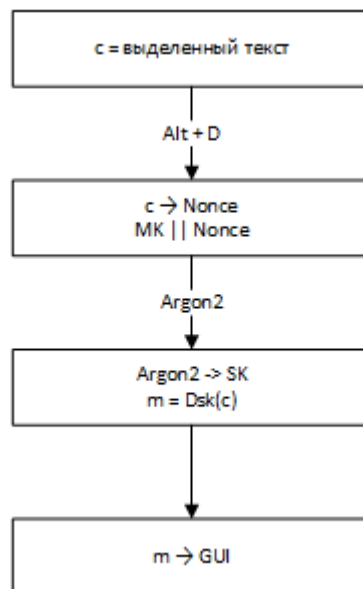 c = выделенный текст
Alt + D
c → Nonce
MK || Nonce
Argon2
Argon2 -> SK
m = Dsk(c)
m → GUI